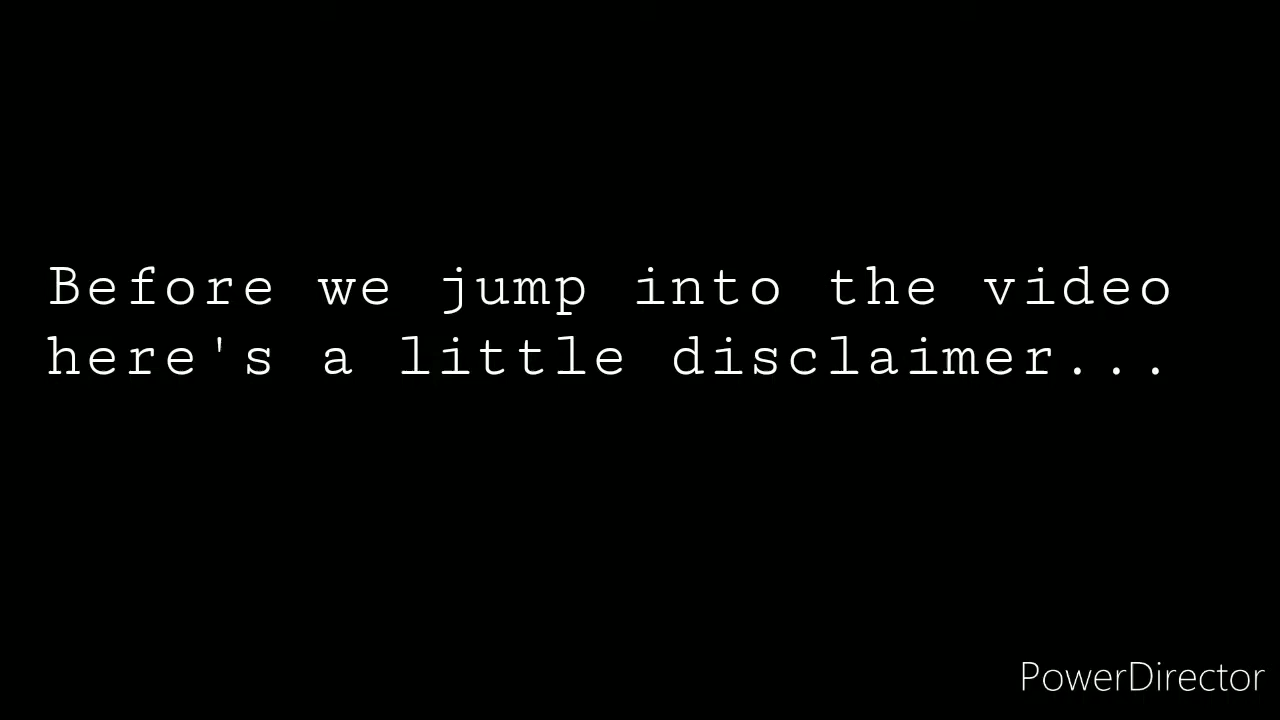 Before we jump into the video
here's a little disclaimer...
PowerDirector